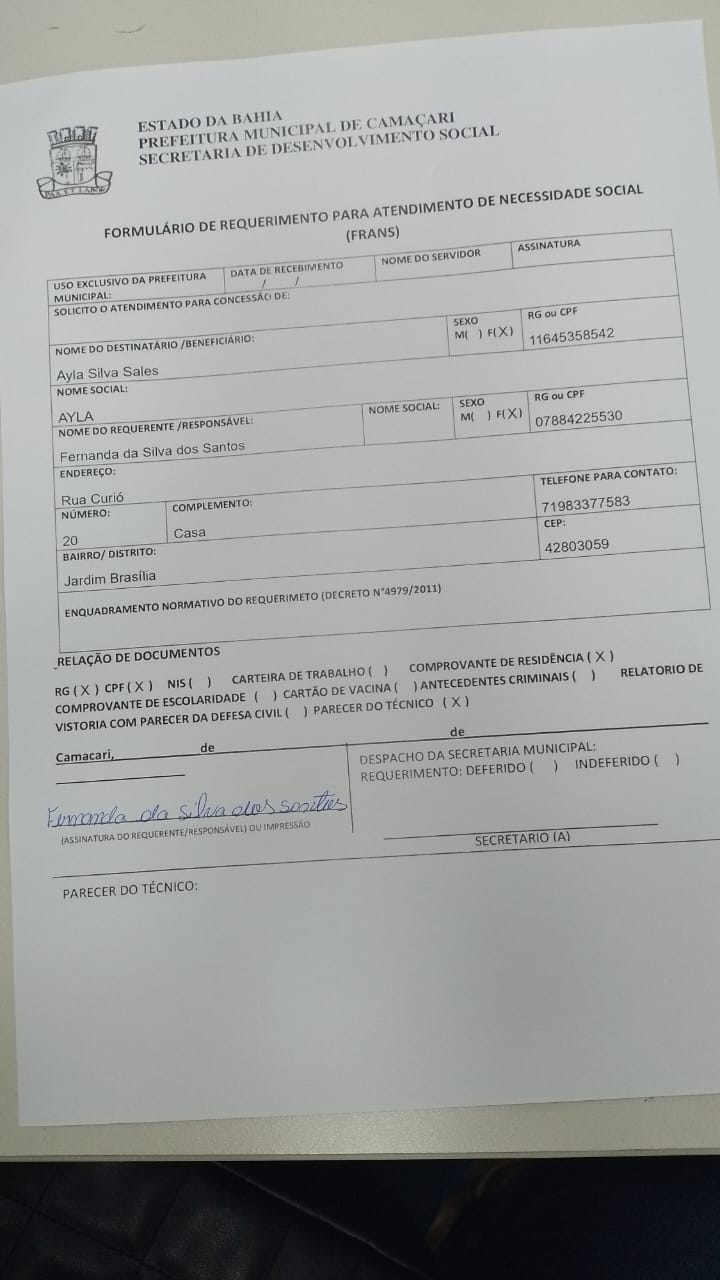 ESTADO DA BAHIA
PREFEITURA MUNICIPAL DE CAMAÇARI
SECRETARIA DE DESENVOLVIMENTO SOCIAL
PAX ET LABOR
FORMULÁRIO DE REQUERIMENTO PARA ATENDIMENTO DE NECESSIDADE SOCIAL
(FRANS)
USO EXCLUSIVO DA PREFEITURA MUNICIPAL:
DATA DE RECEBIMENTO
/ /
NOME DO SERVIDOR
ASSINATURA
SOLICITO O ATENDIMENTO PARA CONCESSÃO DE:
NOME DO DESTINATÁRIO /BENEFICIÁRIO:
Ayla Silva Sales
SEXO
M( ) F(X)
RG ou CPF
11645358542
NOME SOCIAL:
AYLA
NOME DO REQUERENTE /RESPONSÁVEL:
Fernanda da Silva dos Santos
NOME SOCIAL:
SEXO
M( ) F(X)
RG ou CPF
07884225530
ENDEREÇO:
Rua Curió
NÚMERO:
20
COMPLEMENTO:
Casa
TELEFONE PARA CONTATO:
71983377583
BAIRRO/ DISTRITO:
Jardim Brasília
CEP:
42803059
ENQUADRAMENTO NORMATIVO DO REQUERIMETO (DECRETO N°4979/2011)
RELAÇÃO DE DOCUMENTOS
RG ( X ) CPF ( X ) NIS ( ) CARTEIRA DE TRABALHO ( ) COMPROVANTE DE RESIDÊNCIA ( X )
COMPROVANTE DE ESCOLARIDADE ( ) CARTÃO DE VACINA ( ) ANTECEDENTES CRIMINAIS ( ) RELATORIO DE
VISTORIA COM PARECER DA DEFESA CIVIL ( ) PARECER DO TÉCNICO ( X )
Camacari, de de
DESPACHO DA SECRETARIA MUNICIPAL:
REQUERIMENTO: DEFERIDO ( ) INDEFERIDO ( )
Fernanda da Silva dos Santos
(ASSINATURA DO REQUERENTE/RESPONSÁVEL) OU IMPRESSÃO
SECRETARIO (A)
PARECER DO TÉCNICO: